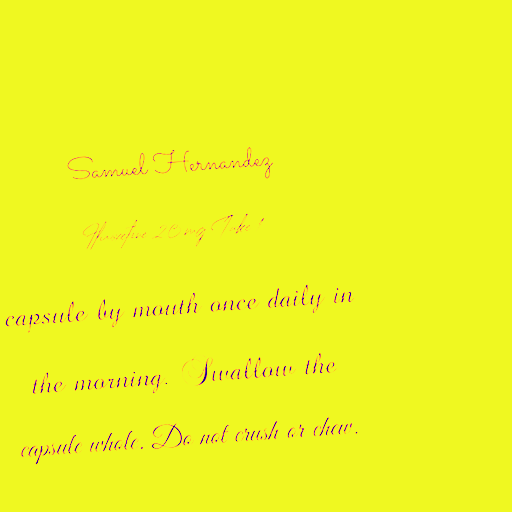 Samuel Hernandez
20 mg Take 1
capsule by mouth once daily in
the morning. Swallow the
capsule whole. Do not crush or chew.